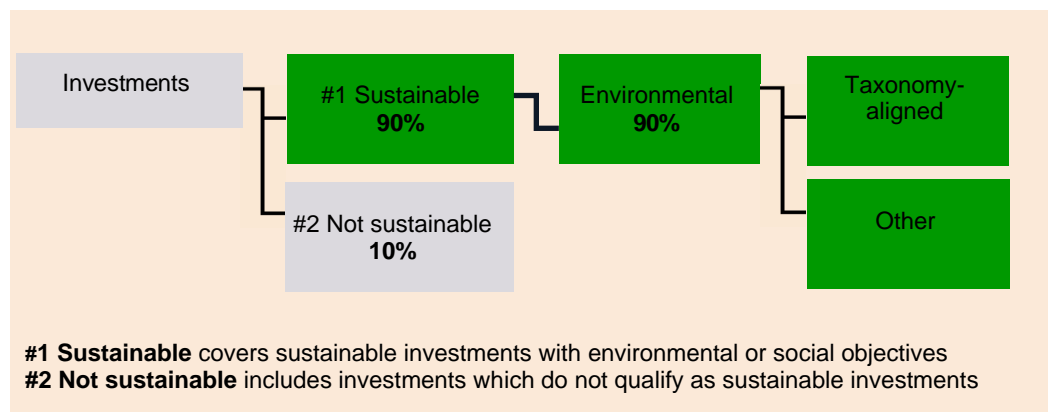 Investments
#1 Sustainable
90%
Environmental
90%
Taxonomy-
aligned
#2 Not sustainable
10%
Other
#1 Sustainable covers sustainable investments with environmental or social objectives
#2 Not sustainable includes investments which do not qualify as sustainable investments